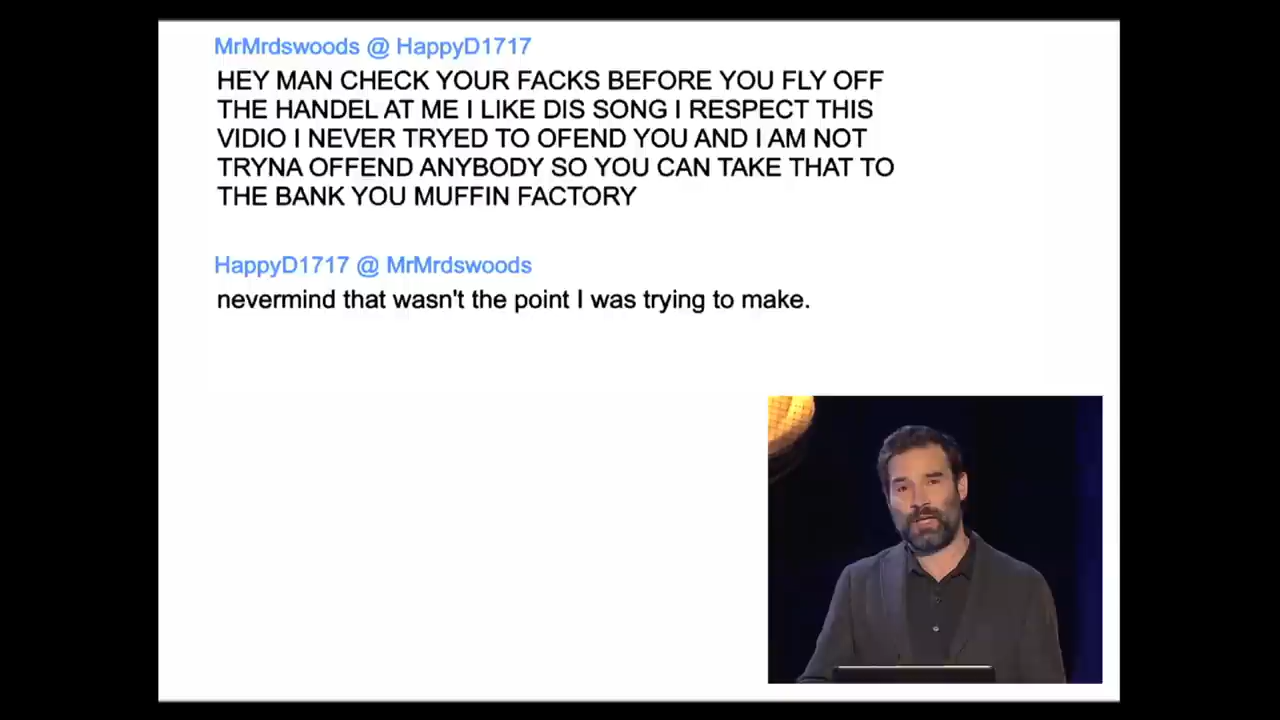 MrMrdswoods @ HappyD1717
HEY MAN CHECK YOUR FACKS BEFORE YOU FLY OFF
THE HANDEL AT ME I LIKE DIS SONG I RESPECT THIS
VIDIO I NEVER TRYED TO OFEND YOU AND I AM NOT
TRYNA OFFEND ANYBODY SO YOU CAN TAKE THAT TO
THE BANK YOU MUFFIN FACTORY
HappyD1717 @ MrMrdswoods
nevermind that wasn't the point I was trying to make.